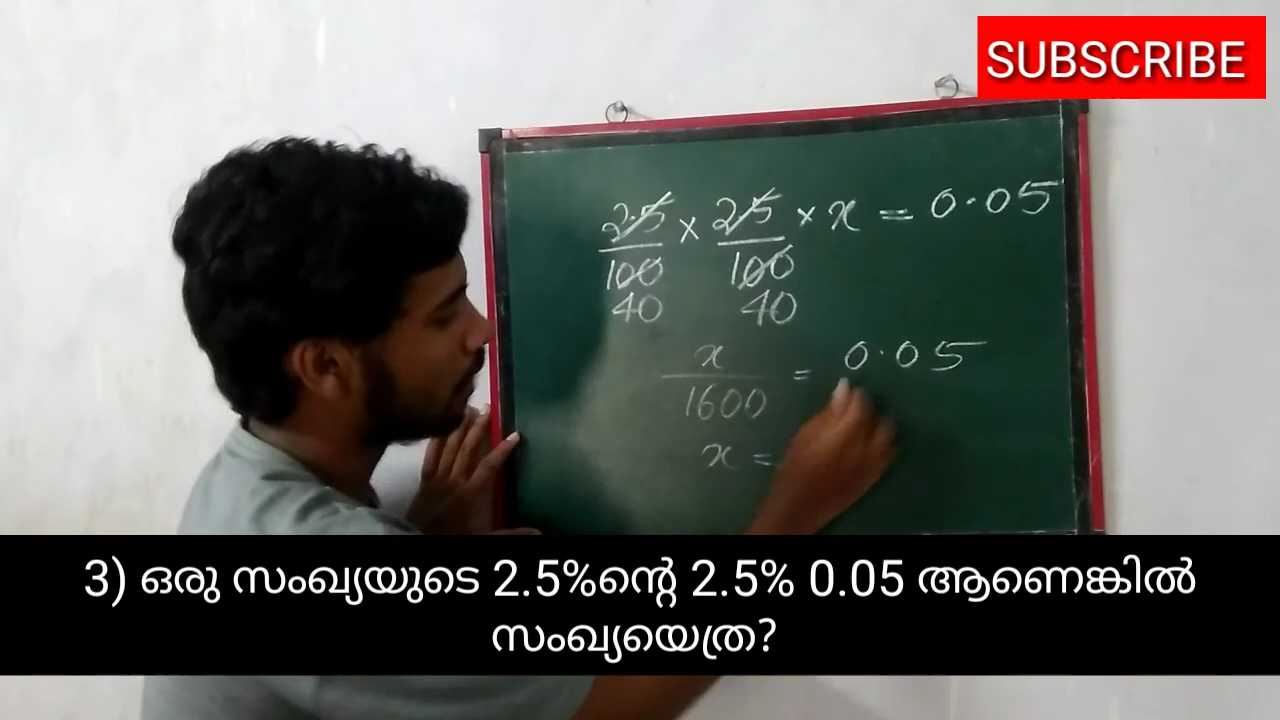 SUBSCRIBE
2.5/100 × 2.5/100 × x = 0.05
40 40
x/1600 = 0.05
x =
3) ഒരു സംഖ്യയുടെ 2.5%ന്റെ 2.5% 0.05 ആണെങ്കിൽ
സംഖ്യയെത്ര?